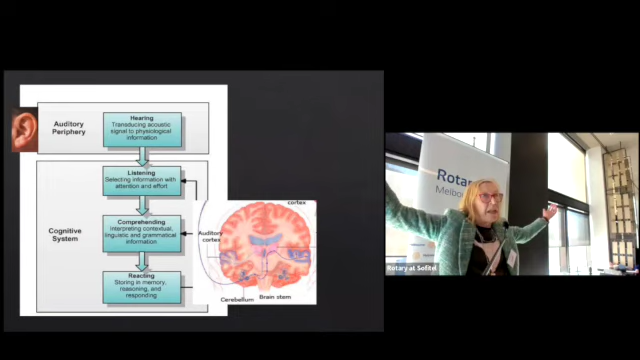 Auditory
Periphery
Hearing
Transducing acoustic
signal to physiological
information
Cognitive
System
Listening
Selecting information with
attention and effort
Comprehending
Interpreting contextual,
linguistic and grammatical
information
Reacting
Storing in memory,
reasoning, and
responding
cortex
Auditory
cortex
Cerebellum
Brain stem
Rotar
Melbo
Rotary at Sofitel